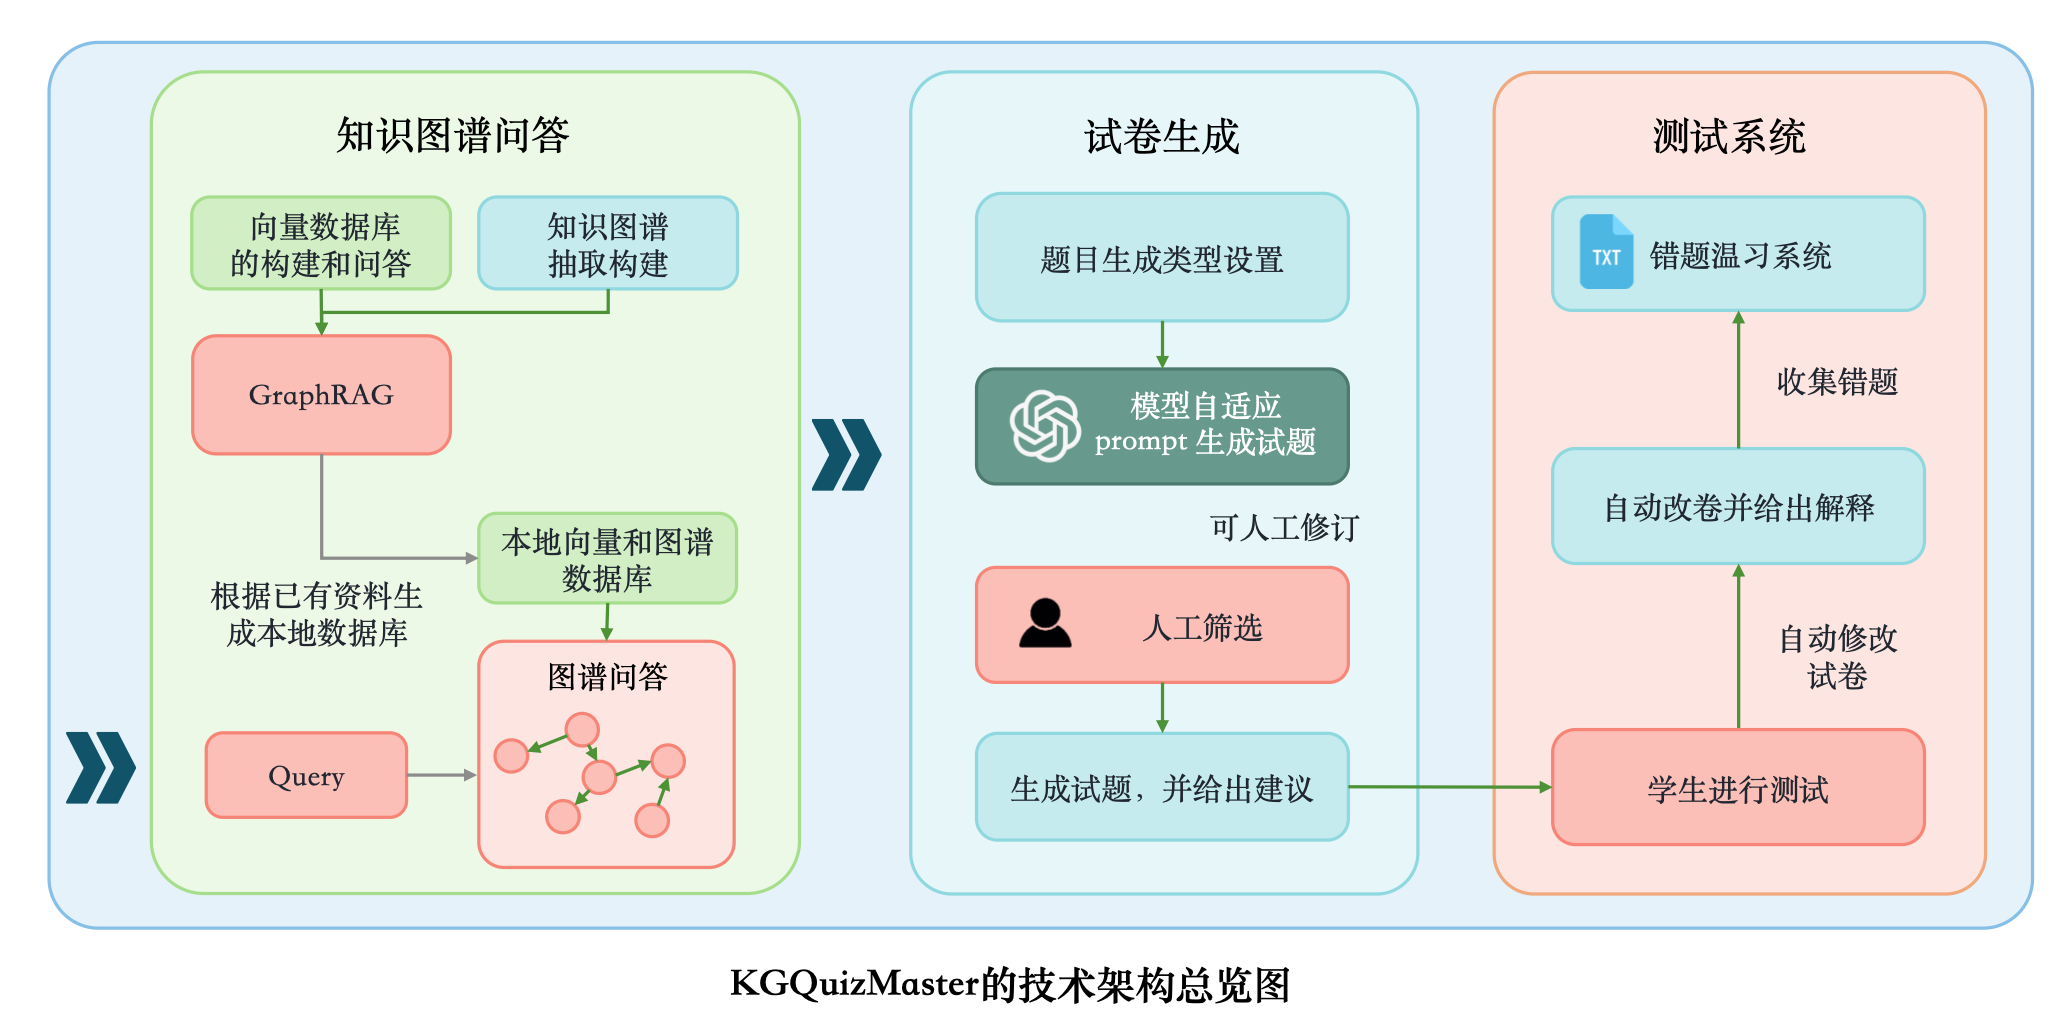 知识图谱问答
向量数据库
的构建和问答
知识图谱
抽取构建
GraphRAG
本地向量和图谱
数据库
根据已有资料生
成本地数据库
图谱问答
Query
试卷生成
题目生成类型设置
模型自适应
prompt 生成试题
可人工修订
人工筛选
生成试题，并给出建议
测试系统
TXT
错题温习系统
收集错题
自动改卷并给出解释
自动修改
试卷
学生进行测试
KGQuizMaster的技术架构总览图